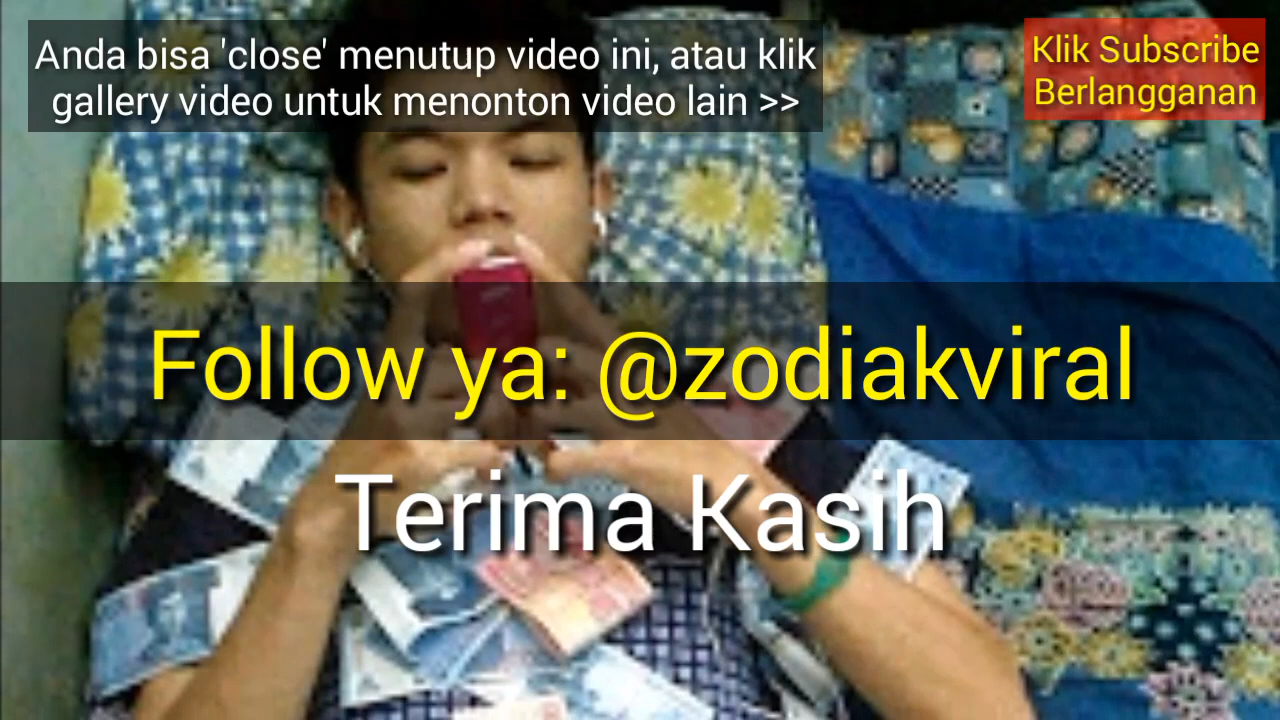 Anda bisa 'close' menutup video ini, atau klik
gallery video untuk menonton video lain >>
Klik Subscribe
Berlangganan
Follow ya: @zodiakviral
Terima Kasih